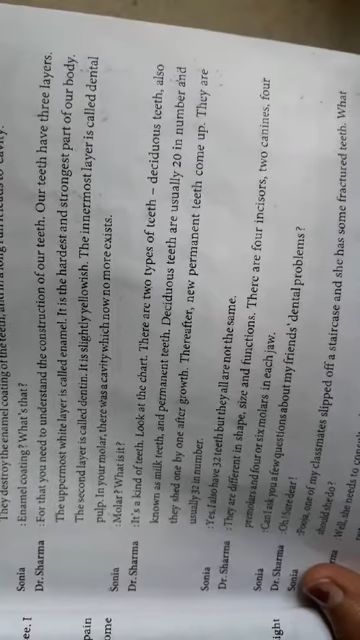 They destroy the enamel coating of the teeth, and in a long run it leads to cavity.
Sonia : Enamel coating? What's that?
Dr. Sharma : For that you need to understand the construction of our teeth. Our teeth have three layers.
The uppermost white layer is called enamel. It is the hardest and strongest part of our body.
The second layer is called dentin. It is slightly yellowish. The innermost layer is called dental
pulp. In your molar, there was a cavity which now no more exists.
Sonia : Molar? What is it?
Dr. Sharma : It's a kind of teeth. Look at the chart. There are two types of teeth – deciduous teeth, also
known as milk teeth, and permanent teeth. Deciduous teeth are usually 20 in number and
they shed one by one after growth. Thereafter, new permanent teeth come up. They are
usually 32 in number.
Sonia : Yes, I also have 32 teeth but they all are not the same.
Dr. Sharma : They are different in shape, size and functions. There are four incisors, two canines, four
premolars and four or six molars in each jaw.
Sonia : Can I ask you a few questions about my friends' dental problems?
Dr. Sharma : Oh! Sure dear!
Sonia : Pooja, one of my classmates slipped off a staircase and she has some fractured teeth. What
should she do?
rma Well, she needs to
ee. I
pain
ome
ight